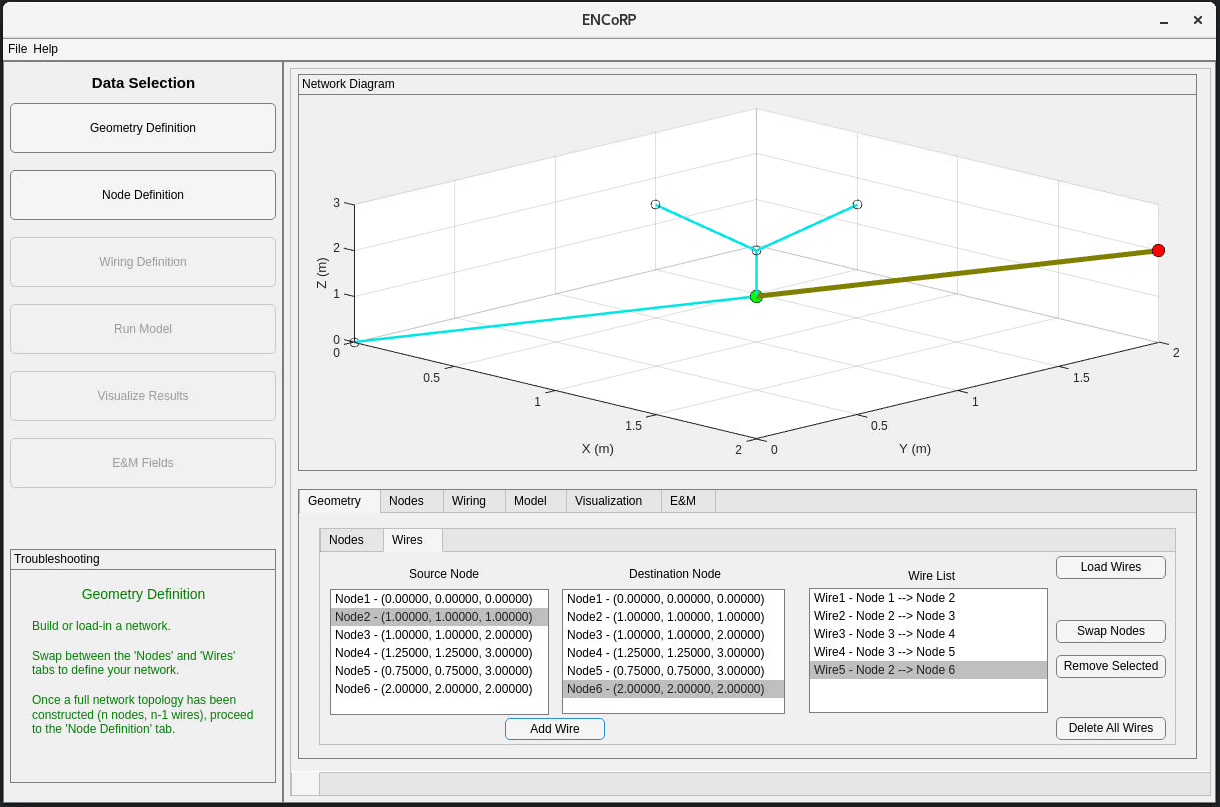 ENCoRP
File Help
Data Selection
Geometry Definition
Node Definition
Wiring Definition
Run Model
Visualize Results
E&M Fields
Troubleshooting
Geometry Definition
Build or load-in a network.
Swap between the 'Nodes' and 'Wires'
tabs to define your network.
Once a full network topology has been
constructed (n nodes, n-1 wires), proceed
to the 'Node Definition' tab.
Network Diagram
3
2
1
0
Z (m)
0
0.5
1
1.5
2
X (m)
0
0.5
1
1.5
2
Y (m)
Geometry Nodes Wiring Model Visualization E&M
Nodes Wires
Source Node
Node1 - (0.00000, 0.00000, 0.00000)
Node2 - (1.00000, 1.00000, 1.00000)
Node3 - (1.00000, 1.00000, 2.00000)
Node4 - (1.25000, 1.25000, 3.00000)
Node5 - (0.75000, 0.75000, 3.00000)
Node6 - (2.00000, 2.00000, 2.00000)
Destination Node
Node1 - (0.00000, 0.00000, 0.00000)
Node2 - (1.00000, 1.00000, 1.00000)
Node3 - (1.00000, 1.00000, 2.00000)
Node4 - (1.25000, 1.25000, 3.00000)
Node5 - (0.75000, 0.75000, 3.00000)
Node6 - (2.00000, 2.00000, 2.00000)
Add Wire
Wire List
Wire1 - Node 1 --> Node 2
Wire2 - Node 2 --> Node 3
Wire3 - Node 3 --> Node 4
Wire4 - Node 3 --> Node 5
Wire5 - Node 2 --> Node 6
Load Wires
Swap Nodes
Remove Selected
Delete All Wires